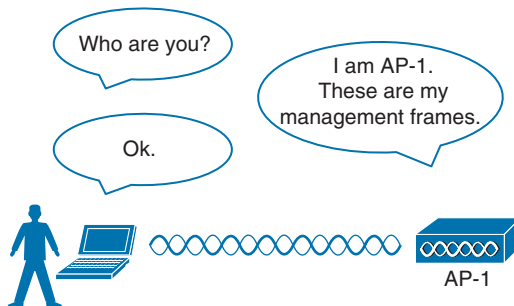 Who are you?
I am AP-1.
These are my
management frames.
Ok.
AP-1